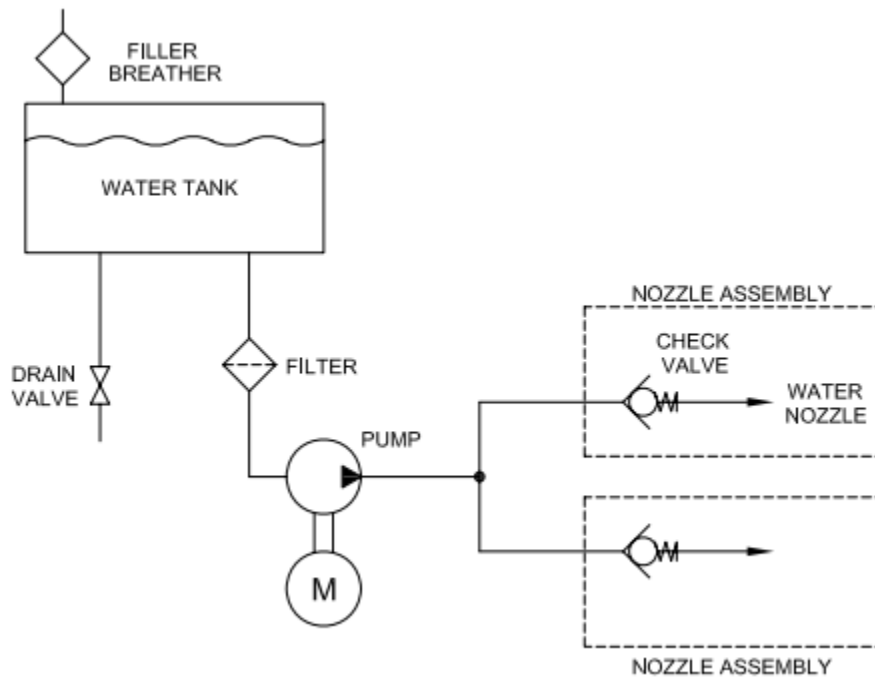 FILLER
BREATHER
WATER TANK
NOZZLE ASSEMBLY
CHECK
VALVE
FILTER
DRAIN
VALVE
WATER
NOZZLE
PUMP
M
NOZZLE ASSEMBLY